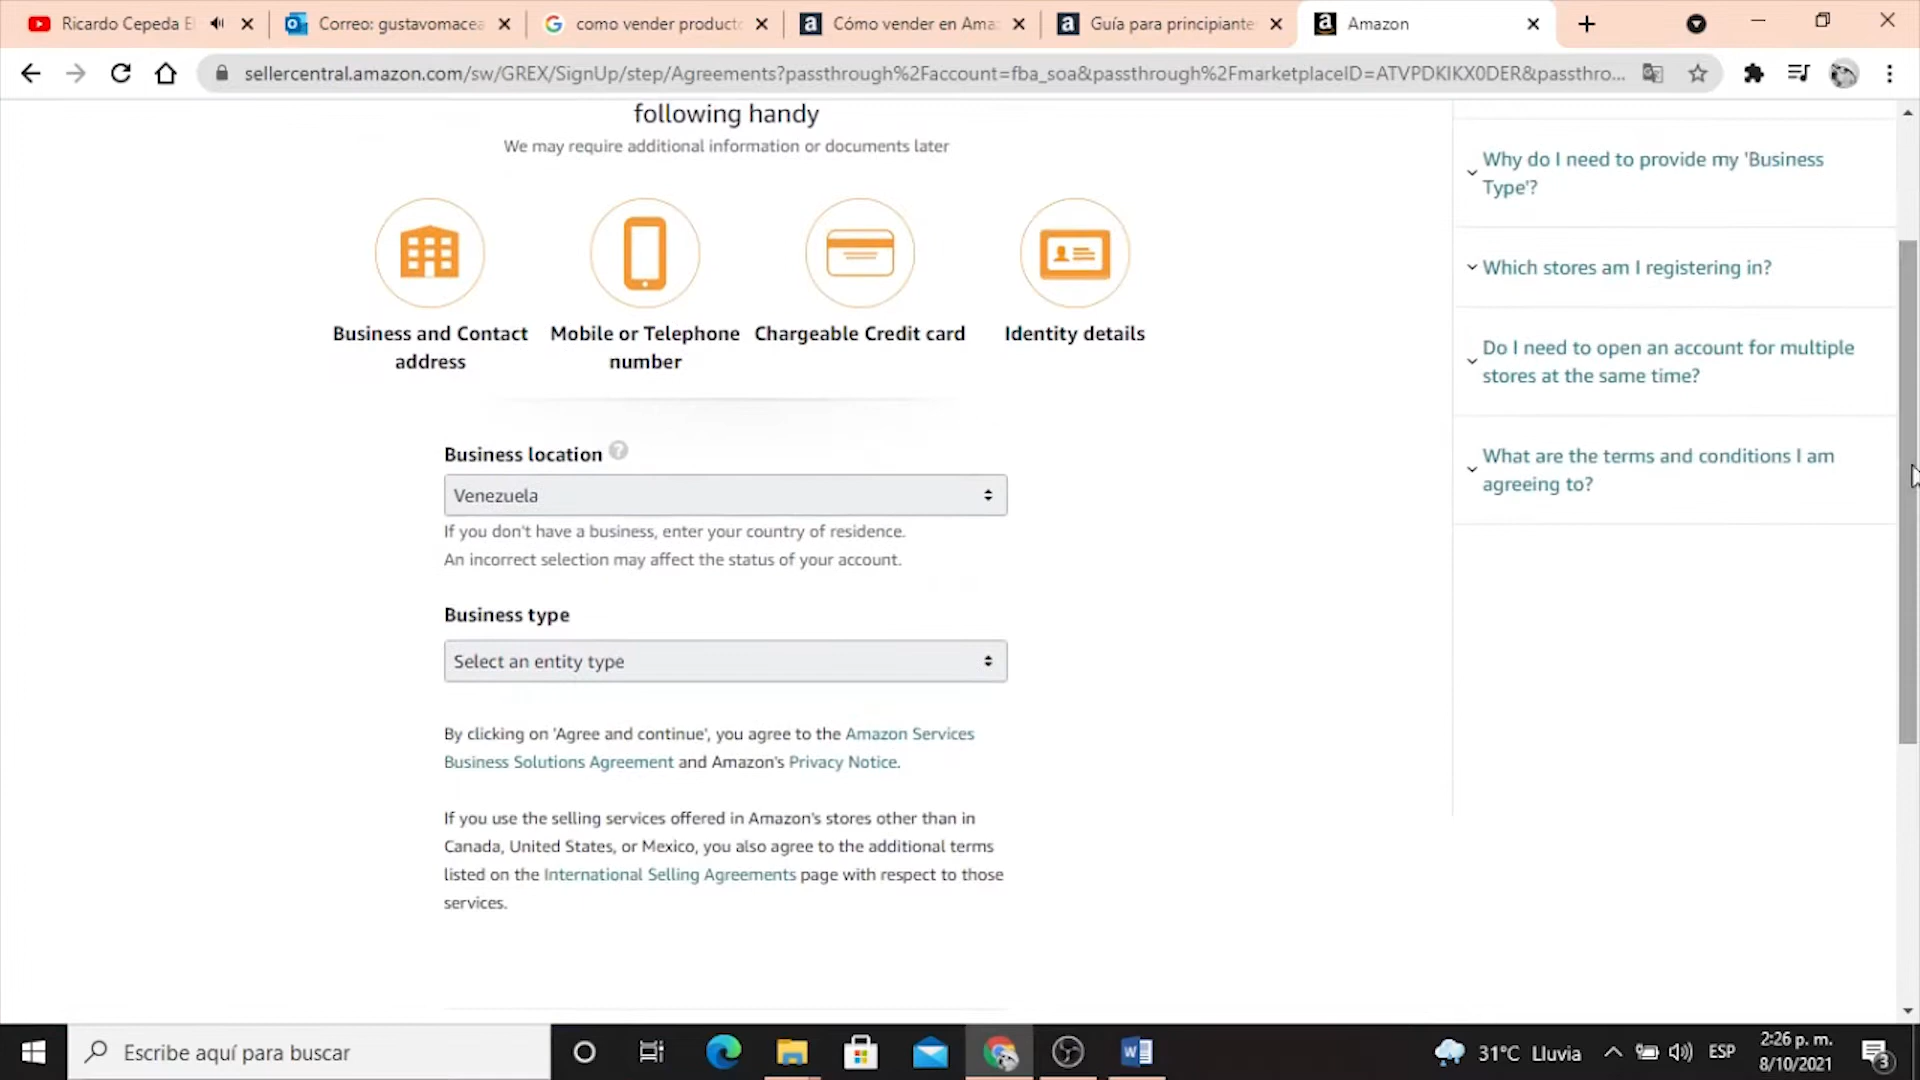 Ricardo Cepeda El
Correo: gustavomacea
como vender producto
Cómo vender en Ama
Guía para principiante
Amazon
sellercentral.amazon.com/sw/GREX/SignUp/step/Agreements?passthrough%2Faccount=fba_soa&passthrough%2FmarketplaceID=ATVPDKIKX0DER&passthro...
following handy
We may require additional information or documents later
Business and Contact
address
Mobile or Telephone
number
Chargeable Credit card
Identity details
Business location
Venezuela
If you don't have a business, enter your country of residence.
An incorrect selection may affect the status of your account.
Business type
Select an entity type
By clicking on 'Agree and continue', you agree to the Amazon Services
Business Solutions Agreement and Amazon's Privacy Notice.
If you use the selling services offered in Amazon's stores other than in
Canada, United States, or Mexico, you also agree to the additional terms
listed on the International Selling Agreements page with respect to those
services.
Why do I need to provide my 'Business
Type'?
Which stores am I registering in?
Do I need to open an account for multiple
stores at the same time?
What are the terms and conditions I am
agreeing to?
Escribe aquí para buscar
31°C Lluvia
ESP
2:26 p. m.
8/10/2021
3